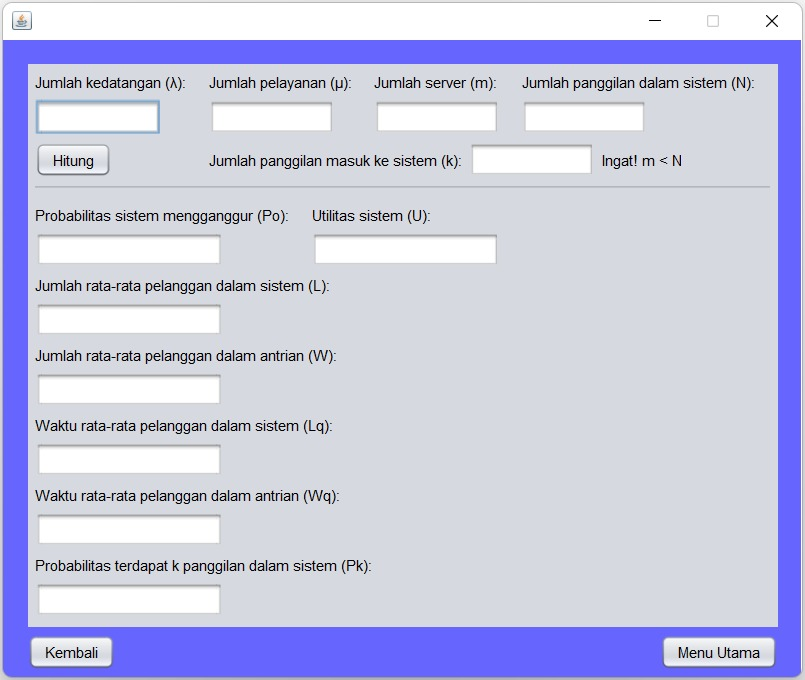 Jumlah kedatangan (λ): Jumlah pelayanan (μ): Jumlah server (m): Jumlah panggilan dalam sistem (N):
Hitung Jumlah panggilan masuk ke sistem (k): Ingat! m < N
Probabilitas sistem mengganggur (Po): Utilitas sistem (U):
Jumlah rata-rata pelanggan dalam sistem (L):
Jumlah rata-rata pelanggan dalam antrian (W):
Waktu rata-rata pelanggan dalam sistem (Lq):
Waktu rata-rata pelanggan dalam antrian (Wq):
Probabilitas terdapat k panggilan dalam sistem (Pk):
Kembali Menu Utama